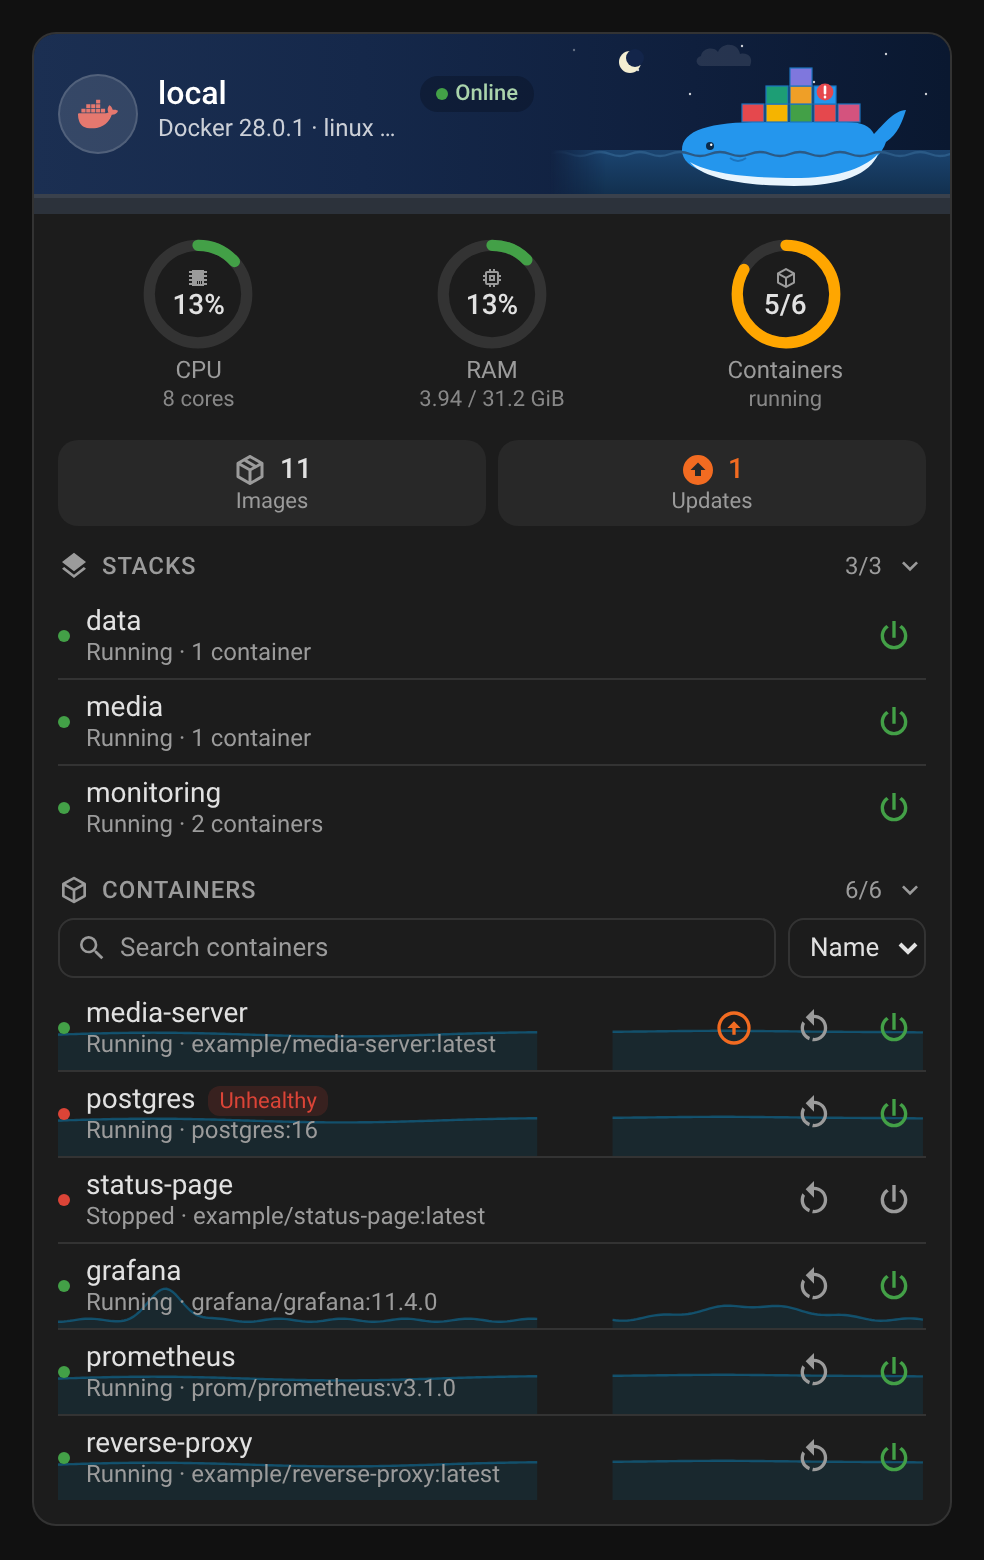 local
Online
Docker 28.0.1 · linux ...
13%
CPU
8 cores
13%
RAM
3.94 / 31.2 GiB
5/6
Containers
running
11
Images
1
Updates
STACKS
3/3
data
Running · 1 container
media
Running · 1 container
monitoring
Running · 2 containers
CONTAINERS
6/6
Search containers
Name
media-server
Running · example/media-server:latest
postgres Unhealthy
Running · postgres:16
status-page
Stopped · example/status-page:latest
grafana
Running · grafana/grafana:11.4.0
prometheus
Running · prom/prometheus:v3.1.0
reverse-proxy
Running · example/reverse-proxy:latest